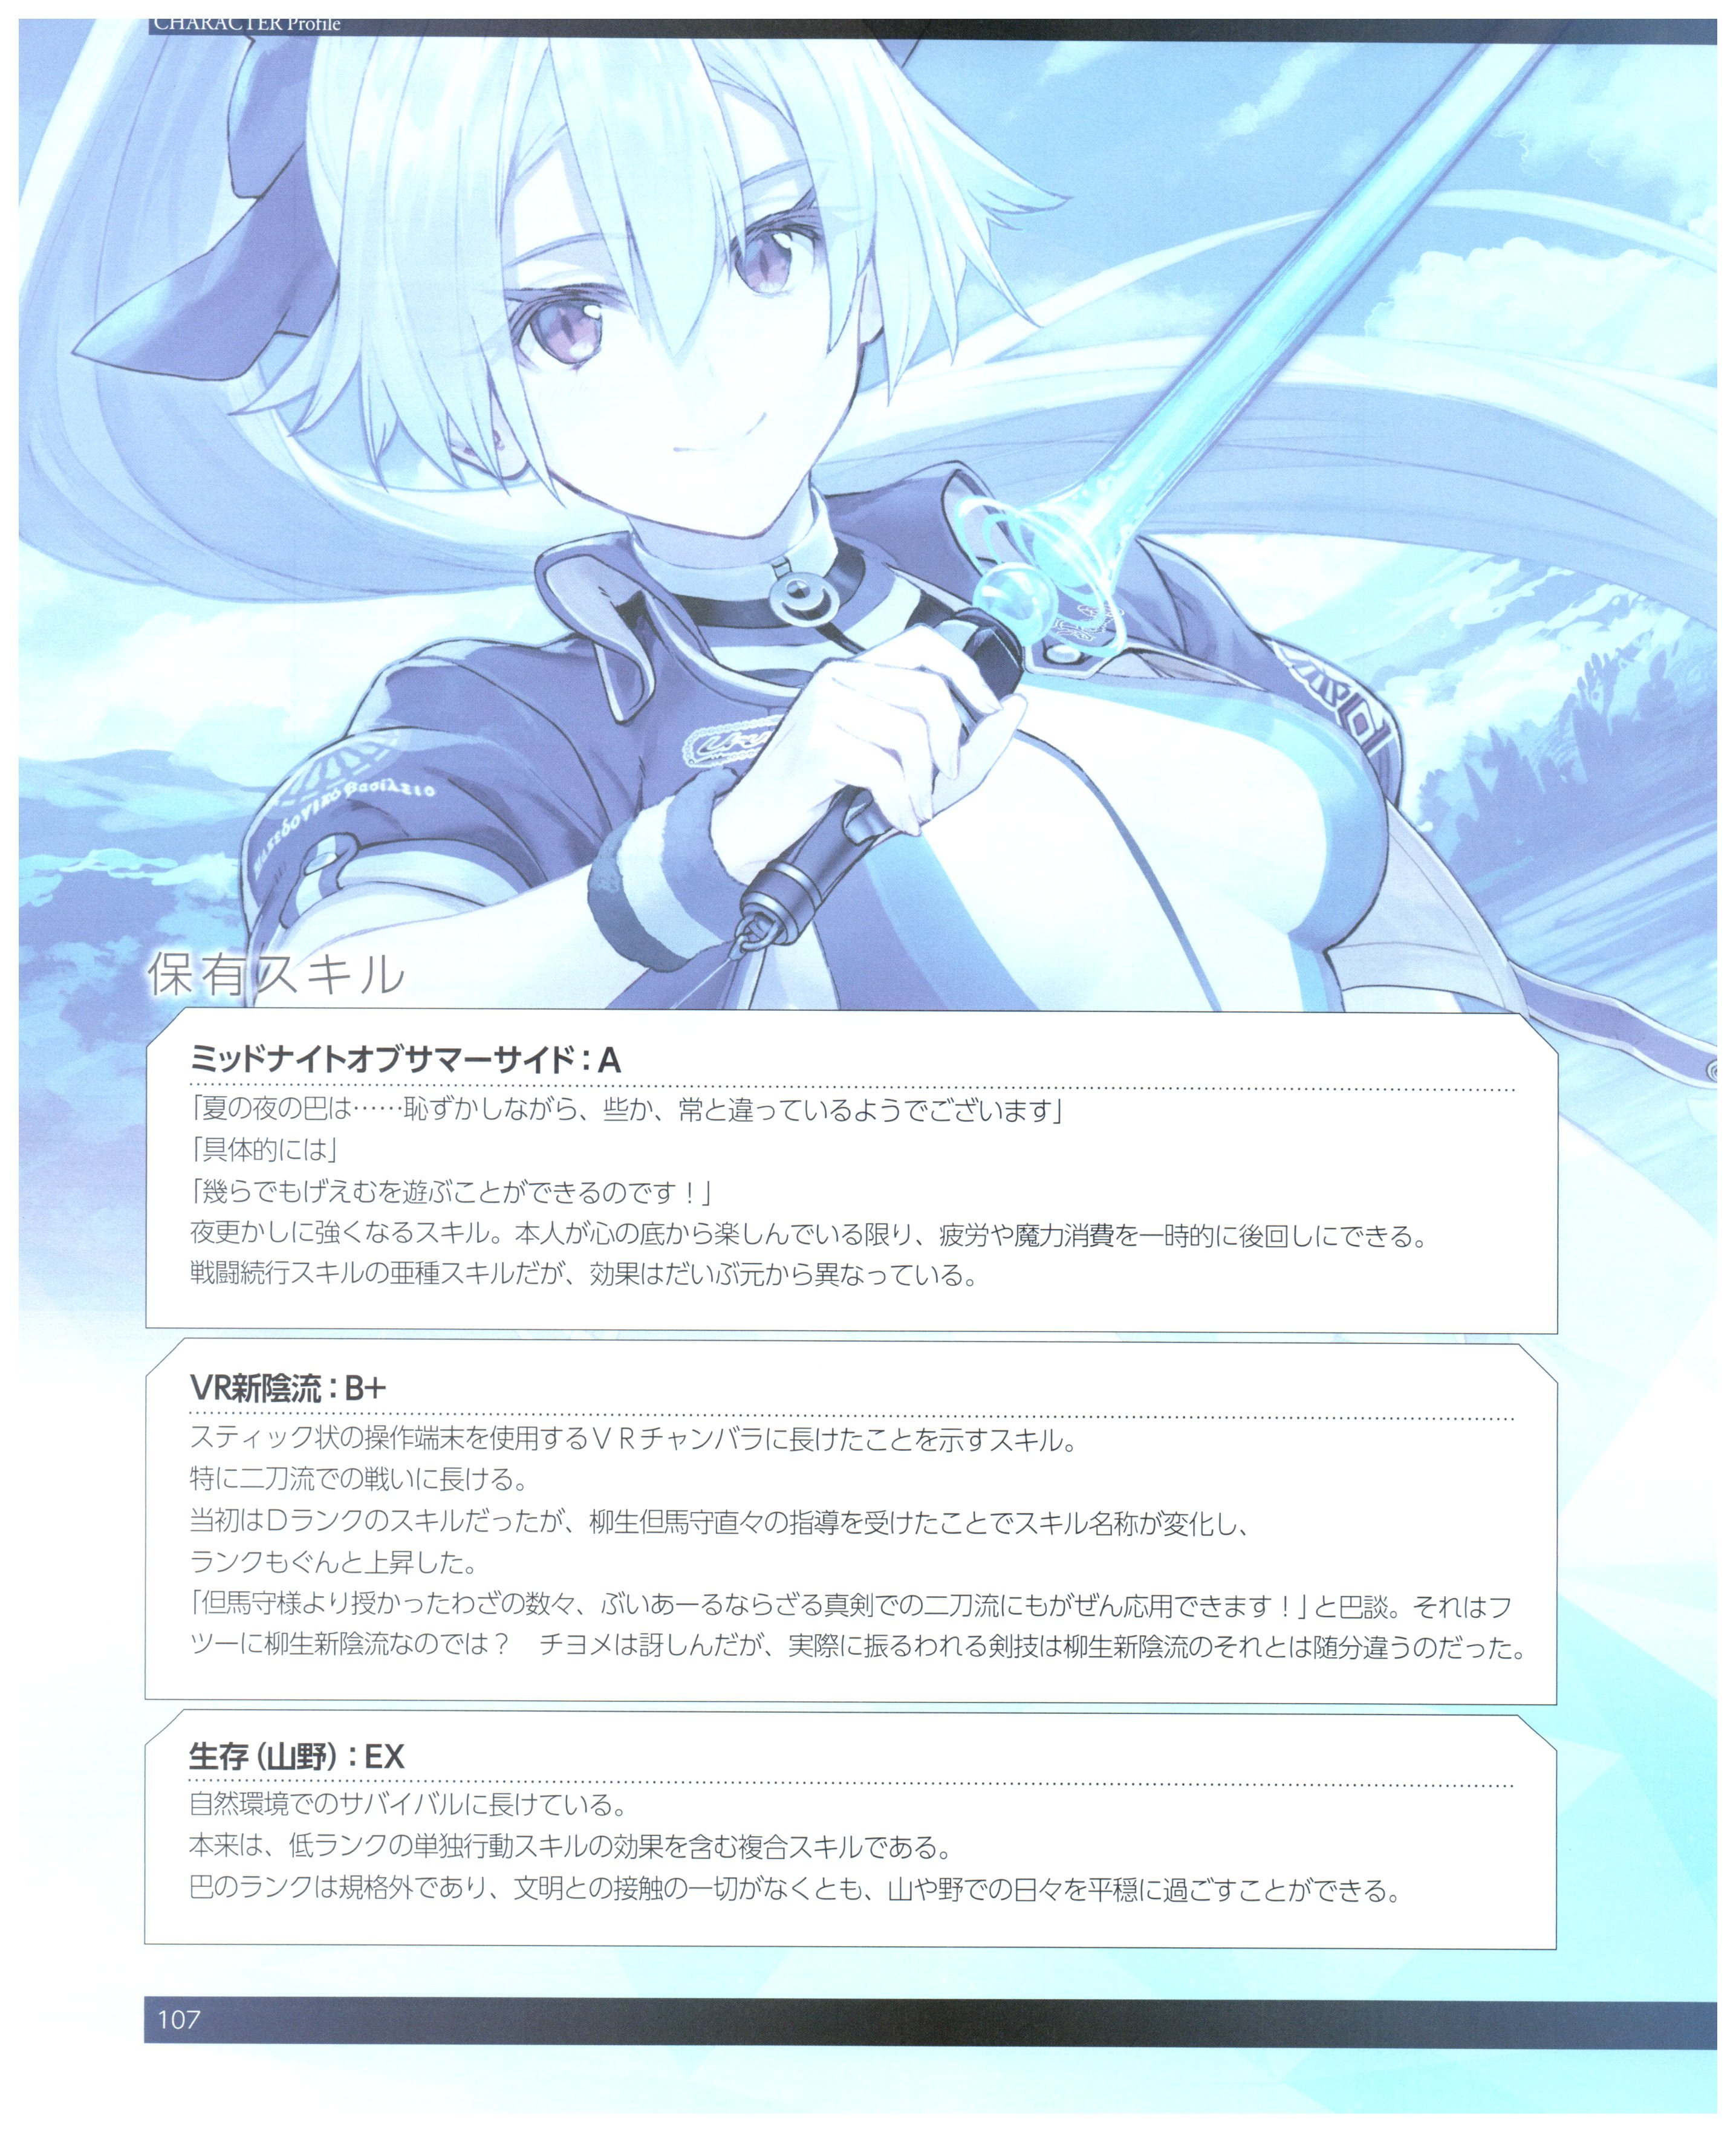 CHARACTER Profile
保有スキル
ミッドナイトオブサマーサイド：A
「夏の夜の巴は……恥ずかしながら、些か、常と違っているようでございます」
「具体的には」
「幾らでもげえむを遊ぶことができるのです！」
夜更かしに強くなるスキル。本人が心の底から楽しんでいる限り、疲労や魔力消費を一時的に後回しにできる。
戦闘続行スキルの亜種スキルだが、効果はだいぶ元から異なっている。
VR新陰流：B+
スティック状の操作端末を使用するＶＲチャンバラに長けたことを示すスキル。
特に二刀流での戦いに長ける。
当初はＤランクのスキルだったが、柳生但馬守直々の指導を受けたことでスキル名称が変化し、
ランクもぐんと上昇した。
「但馬守様より授かったわざの数々、ぶいあーるならざる真剣での二刀流にもがぜん応用できます！」と巴談。それはフ
ツーに柳生新陰流なのでは？　チヨメは訝しんだが、実際に振るわれる剣技は柳生新陰流のそれとは随分違うのだった。
生存（山野）：EX
自然環境でのサバイバルに長けている。
本来は、低ランクの単独行動スキルの効果を含む複合スキルである。
巴のランクは規格外であり、文明との接触の一切がなくとも、山や野での日々を平穏に過ごすことができる。
107